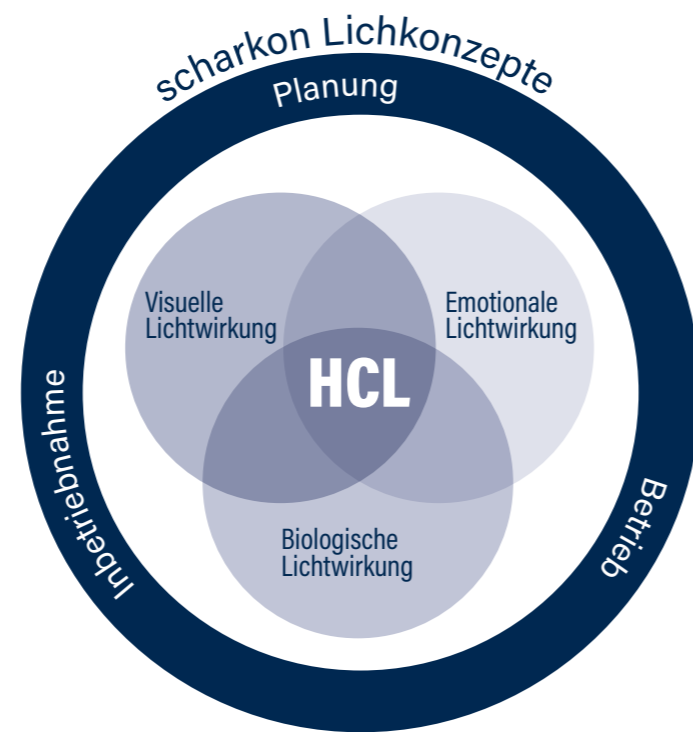 scharkon Lichkonzepte
Planung
Visuelle
Lichtwirkung
Emotionale
Lichtwirkung
HCL
Biologische
Lichtwirkung
Inbetriebnahme
Betrieb